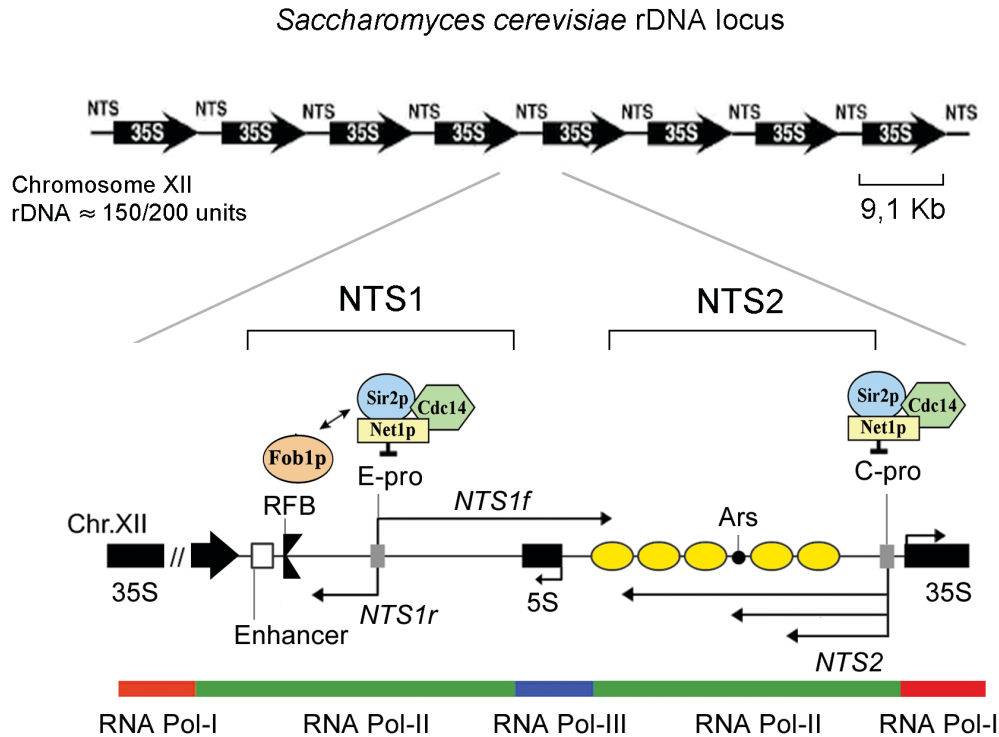 Saccharomyces cerevisiae rDNA locus
NTS NTS NTS NTS NTS NTS NTS NTS NTS
35S 35S 35S 35S 35S 35S 35S 35S
Chromosome XII
rDNA ≈ 150/200 units
9,1 Kb
NTS1 NTS2
Sir2p Cdc14 Sir2p Cdc14
Net1p Net1p
Fob1p
E-pro C-pro
RFB NTS1f Ars
Chr.XII
//
35S NTS1r 5S 35S
Enhancer NTS2
RNA Pol-I RNA Pol-II RNA Pol-III RNA Pol-II RNA Pol-I